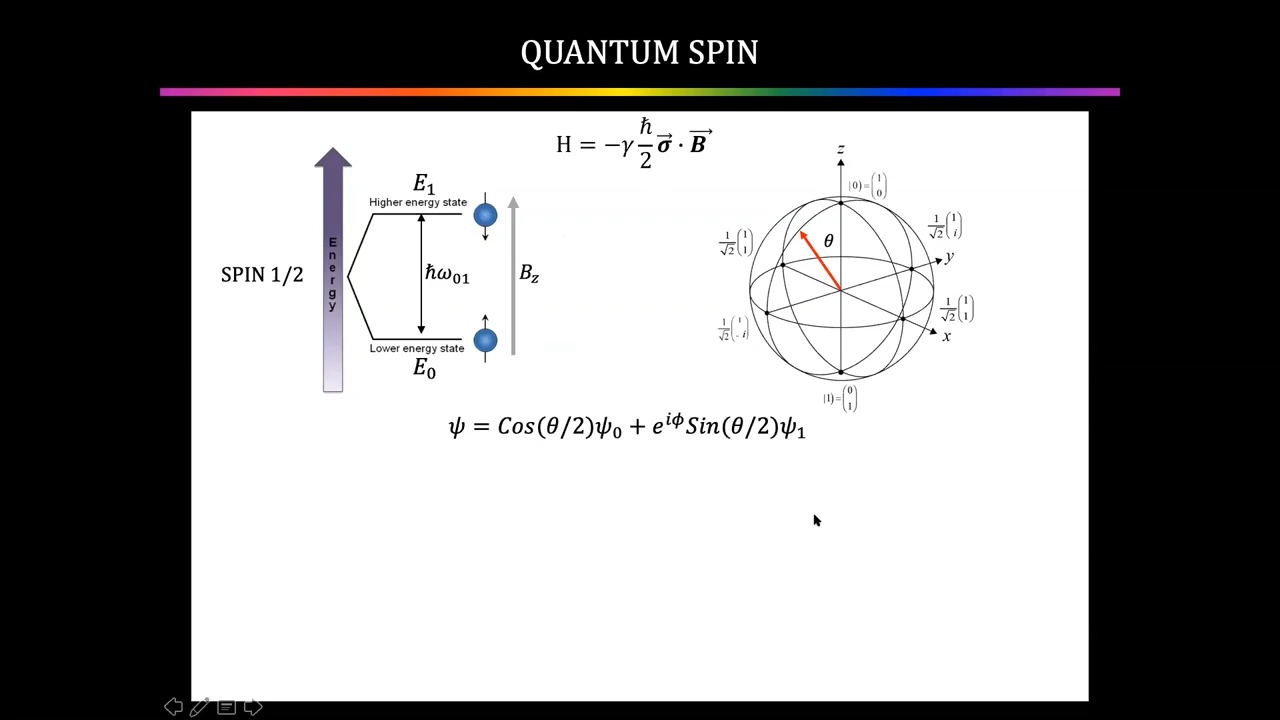 QUANTUM SPIN
H = −γ ℏ/2 σ⃗ · B⃗
E₁
Higher energy state
Energy
SPIN 1/2
ℏω₀₁
B_z
Lower energy state
E₀
z
|0⟩=(1 0)
1/√2 (1 1)
θ
1/√2 (1 i)
y
1/√2 (1 1)
x
1/√2 (1 -i)
|1⟩=(0 1)
ψ = Cos(θ/2)ψ₀ + e^{iϕ}Sin(θ/2)ψ₁